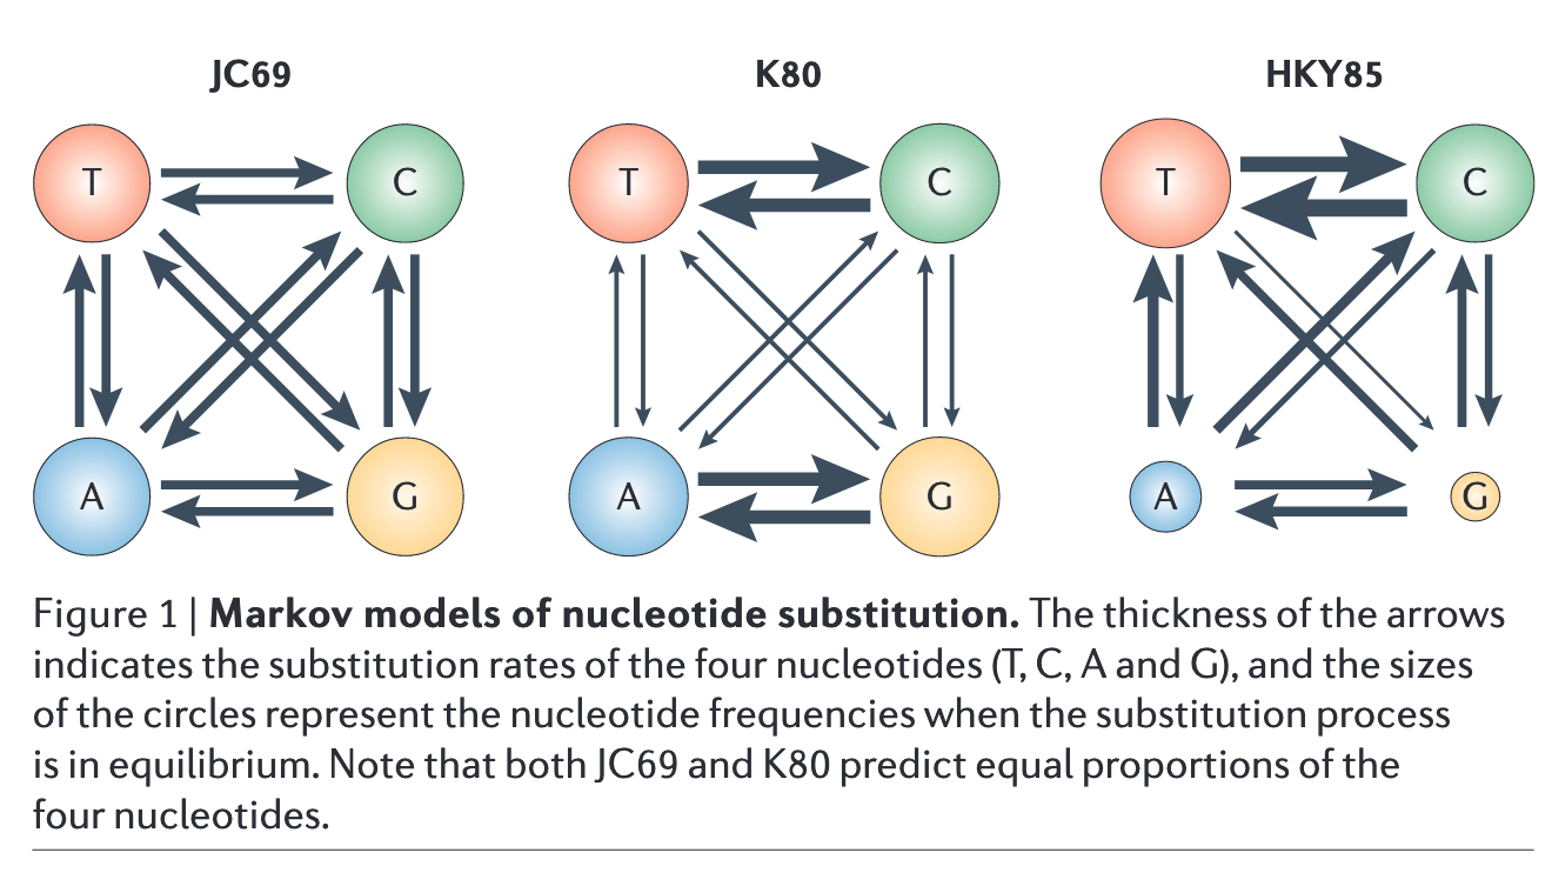 JC69
K80
HKY85
T
C
T
C
T
C
A
G
A
G
A
G
Figure 1 | Markov models of nucleotide substitution. The thickness of the arrows
indicates the substitution rates of the four nucleotides (T, C, A and G), and the sizes
of the circles represent the nucleotide frequencies when the substitution process
is in equilibrium. Note that both JC69 and K80 predict equal proportions of the
four nucleotides.